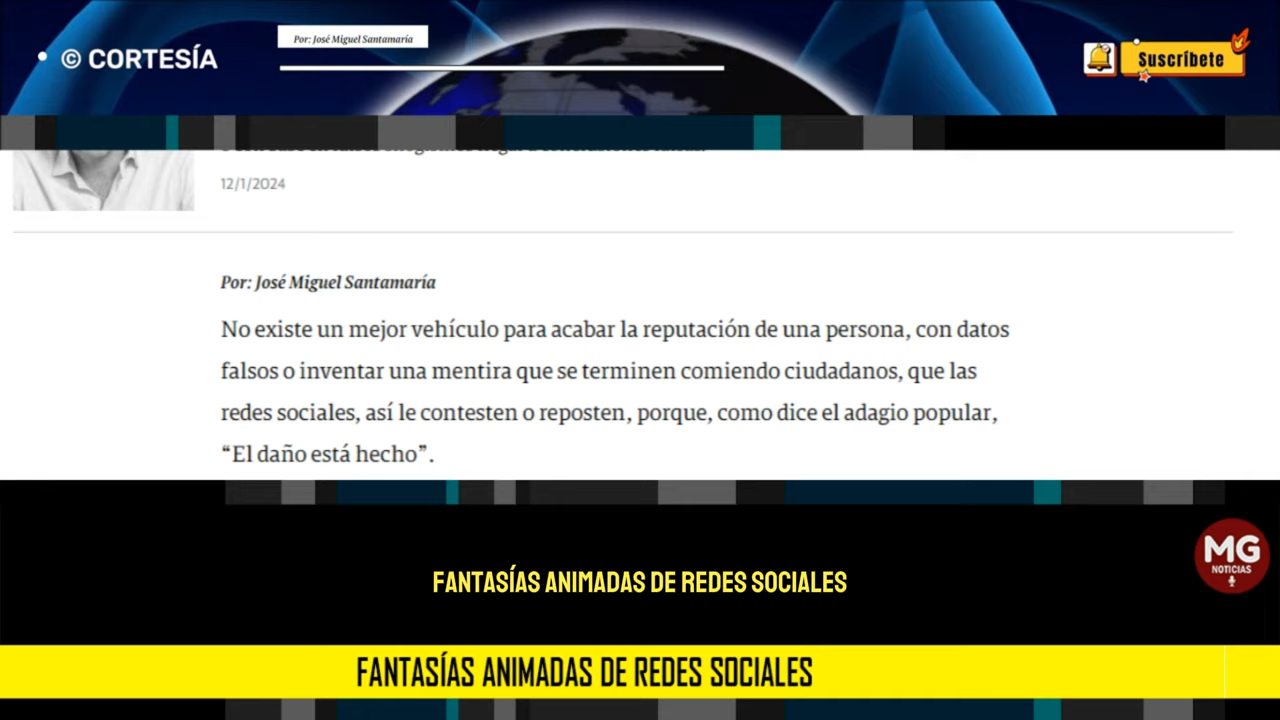 © CORTESÍA
Por: José Miguel Santamaría
Suscríbete
12/1/2024
Por: José Miguel Santamaría
No existe un mejor vehículo para acabar la reputación de una persona, con datos
falsos o inventar una mentira que se terminen comiendo ciudadanos, que las
redes sociales, así le contesten o reposten, porque, como dice el adagio popular,
“El daño está hecho”.
MG
NOTICIAS
FANTASÍAS ANIMADAS DE REDES SOCIALES
FANTASÍAS ANIMADAS DE REDES SOCIALES